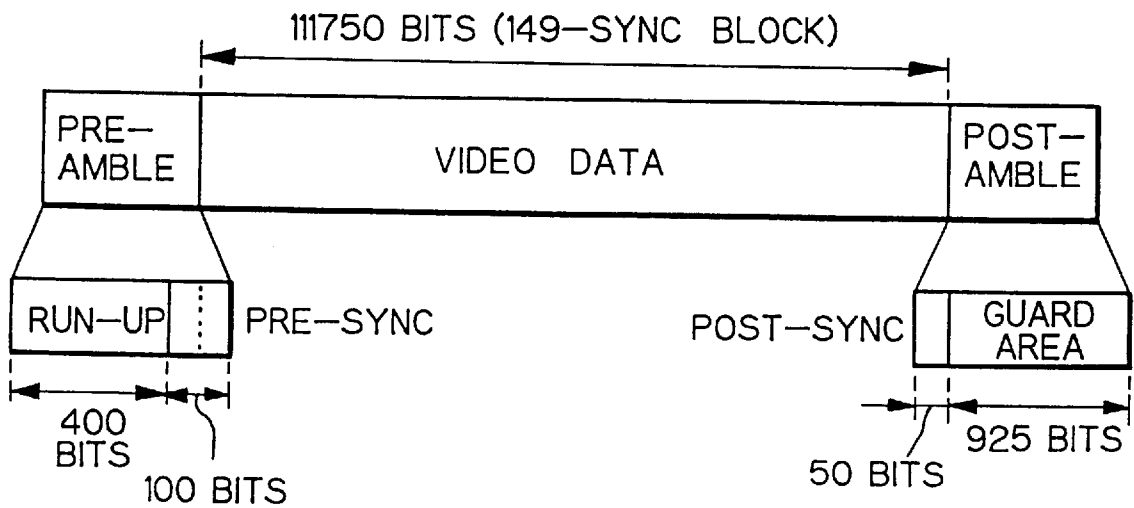 111750 BITS (149-SYNC BLOCK)
PRE-
AMBLE
VIDEO DATA
POST-
AMBLE
RUN-UP
PRE-SYNC
POST-SYNC
GUARD
AREA
400
BITS
100 BITS
50 BITS
925 BITS